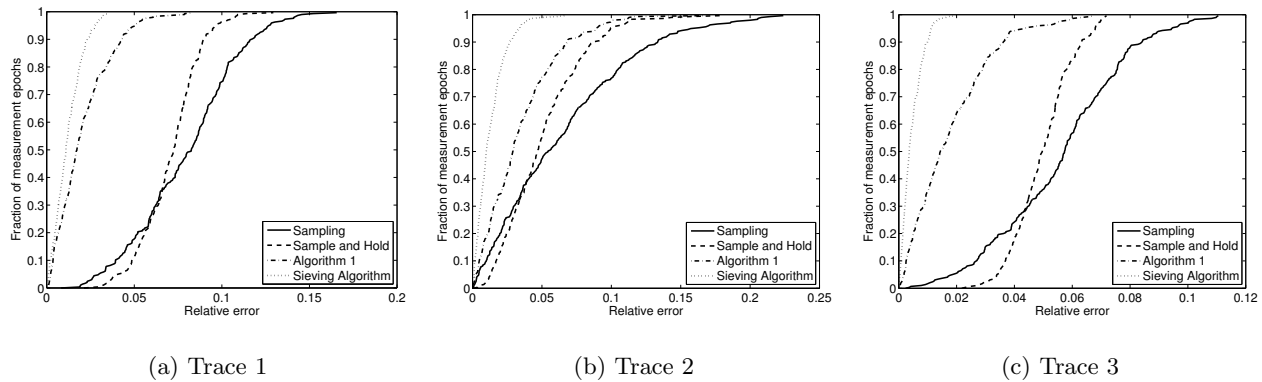 1
0.9
0.8
0.7
0.6
0.5
0.4
0.3
0.2
0.1
0
Fraction of measurement epochs
0 0.05 0.1 0.15 0.2
Relative error
Sampling
Sample and Hold
Algorithm 1
Sieving Algorithm
(a) Trace 1
1
0.9
0.8
0.7
0.6
0.5
0.4
0.3
0.2
0.1
0
Fraction of measurement epochs
0 0.05 0.1 0.15 0.2 0.25
Relative error
Sampling
Sample and Hold
Algorithm 1
Sieving Algorithm
(b) Trace 2
1
0.9
0.8
0.7
0.6
0.5
0.4
0.3
0.2
0.1
0
Fraction of measurement epochs
0 0.02 0.04 0.06 0.08 0.1 0.12
Relative error
Sampling
Sample and Hold
Algorithm 1
Sieving Algorithm
(c) Trace 3